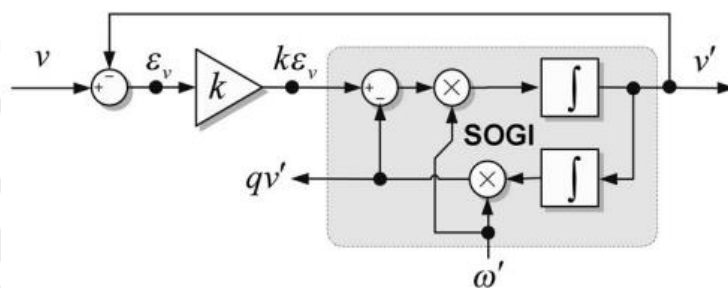 v
ε_v
k
kε_v
v′
+
−
+
−
×
∫
SOGI
qv′
×
∫
ω′